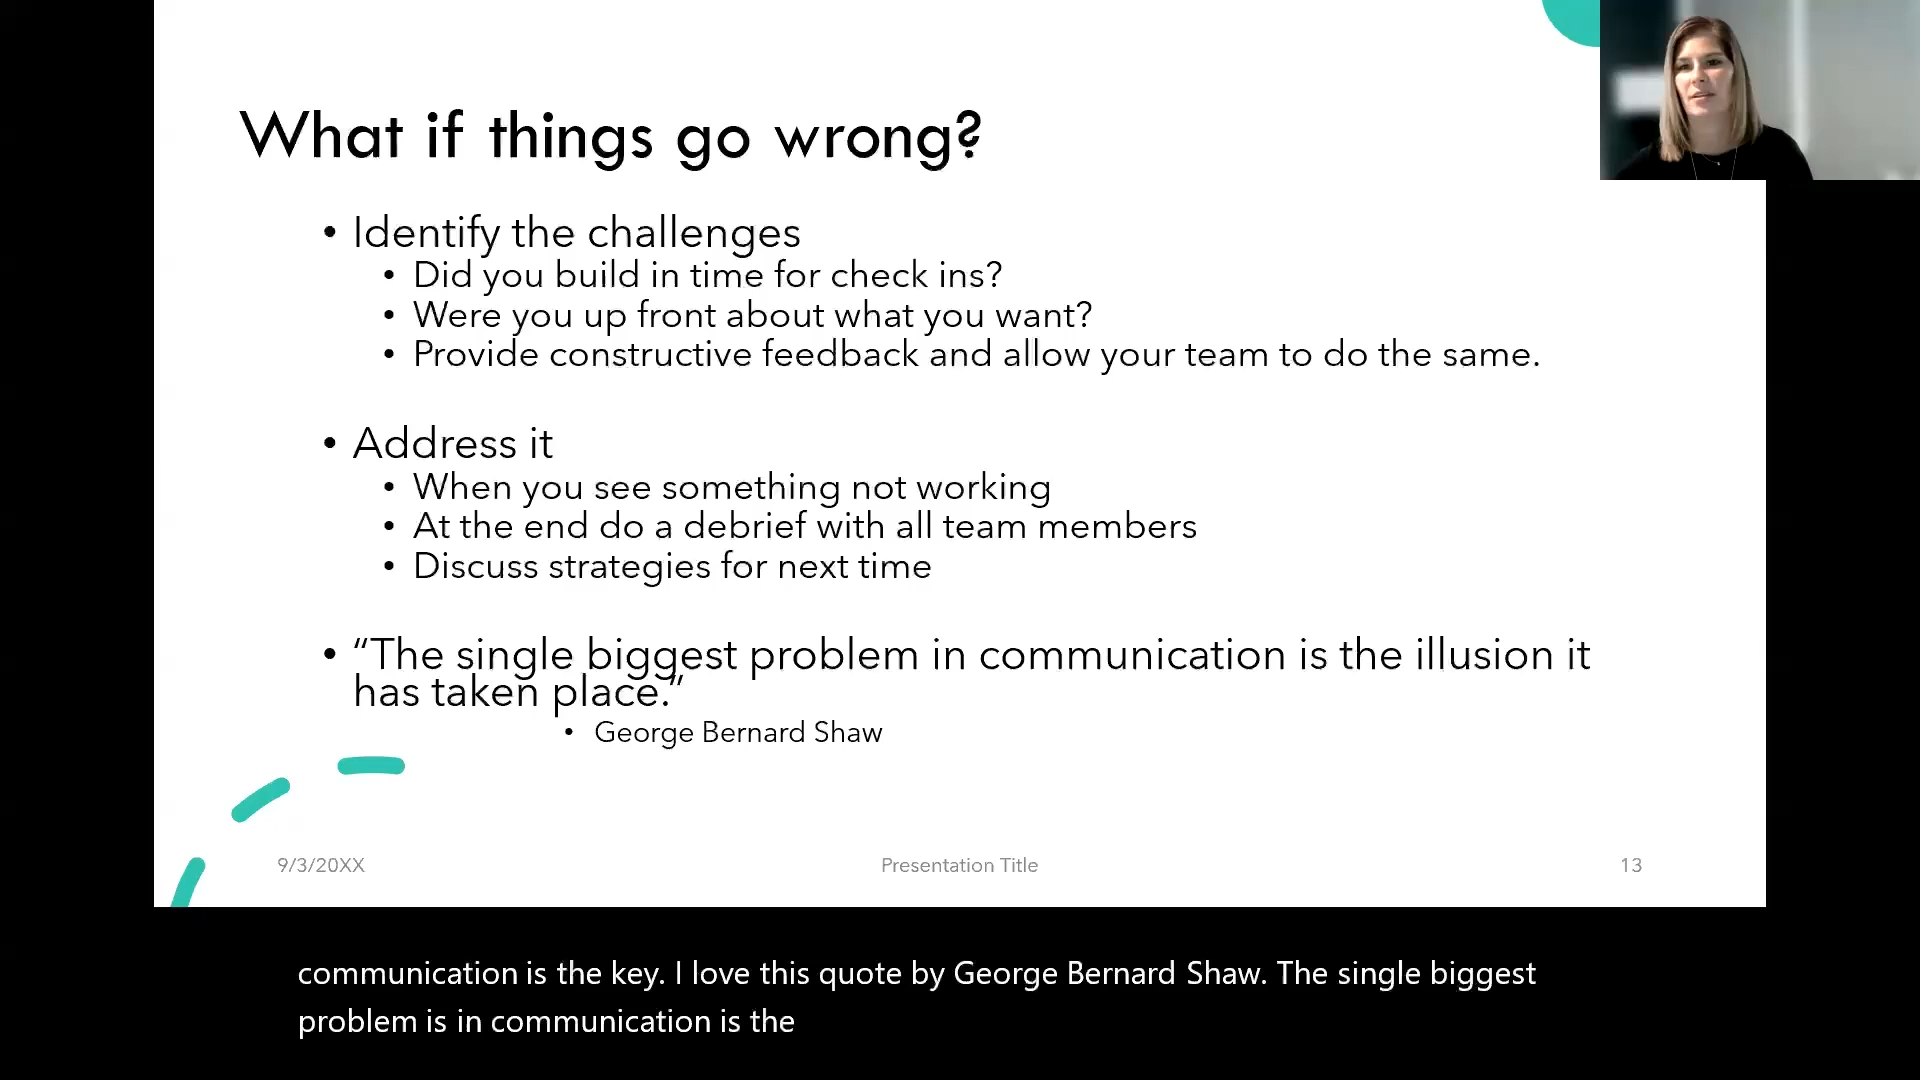 What if things go wrong?
• Identify the challenges
• Did you build in time for check ins?
• Were you up front about what you want?
• Provide constructive feedback and allow your team to do the same.
• Address it
• When you see something not working
• At the end do a debrief with all team members
• Discuss strategies for next time
• “The single biggest problem in communication is the illusion it
has taken place.”
• George Bernard Shaw
9/3/20XX
Presentation Title
13
communication is the key. I love this quote by George Bernard Shaw. The single biggest
problem is in communication is the